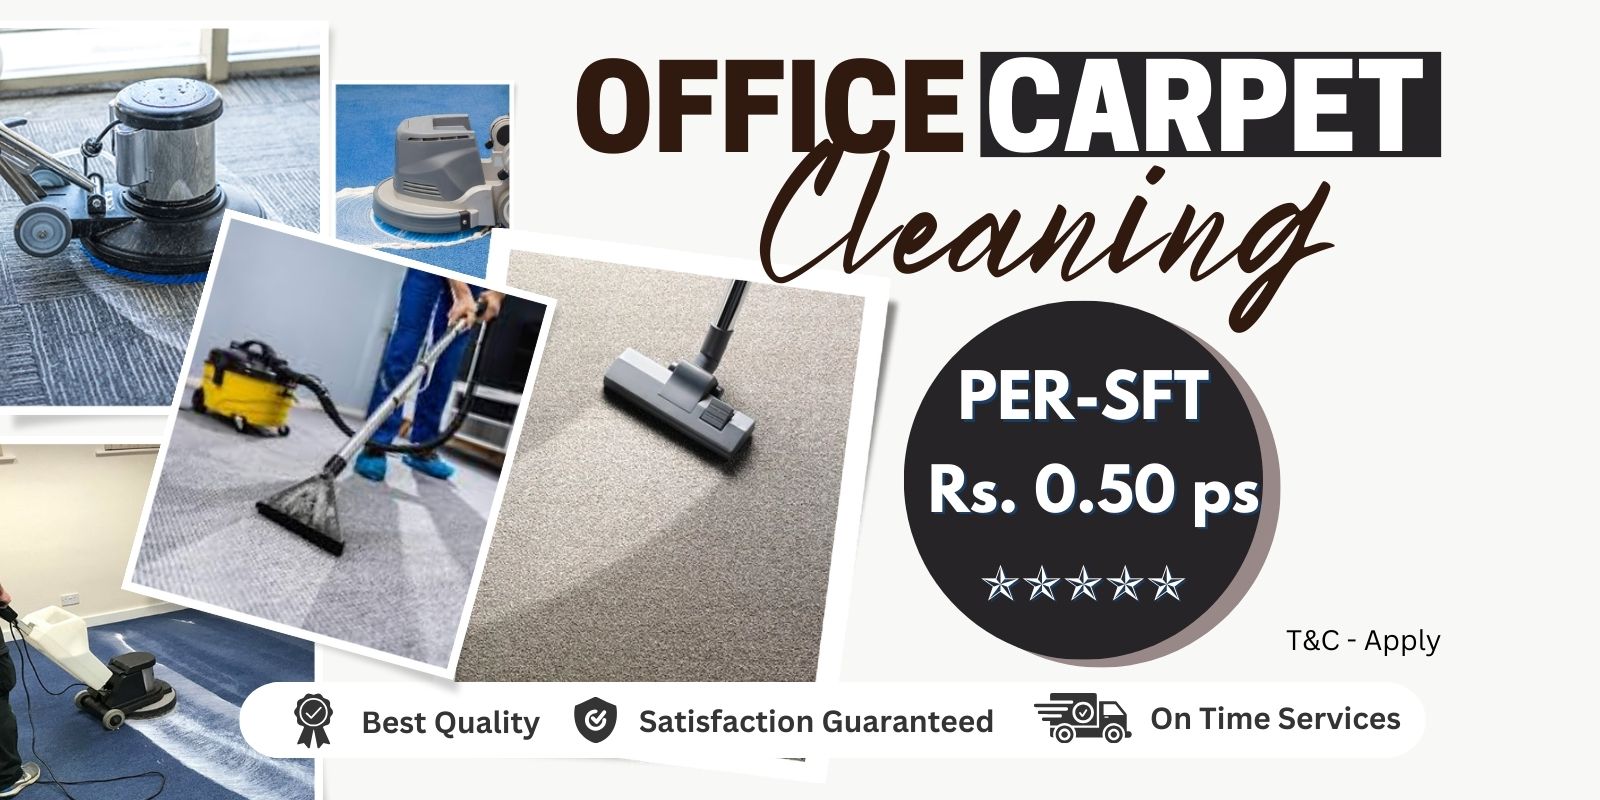 OFFICE CARPET
Cleaning
PER-SFT
Rs. 0.50 ps
T&C - Apply
Best Quality
Satisfaction Guaranteed
On Time Services